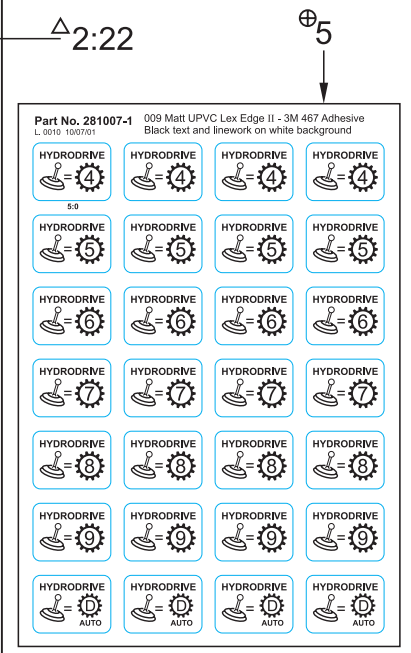 △2:22
⊕5
Part No. 281007-1
009 Matt UPVC Lex Edge II - 3M 467 Adhesive
L. 0010 10/07/01
Black text and linework on white background
HYDRODRIVE HYDRODRIVE HYDRODRIVE HYDRODRIVE
=4 =4 =4 =4
5:0
HYDRODRIVE HYDRODRIVE HYDRODRIVE HYDRODRIVE
=5 =5 =5 =5
HYDRODRIVE HYDRODRIVE HYDRODRIVE HYDRODRIVE
=6 =6 =6 =6
HYDRODRIVE HYDRODRIVE HYDRODRIVE HYDRODRIVE
=7 =7 =7 =7
HYDRODRIVE HYDRODRIVE HYDRODRIVE HYDRODRIVE
=8 =8 =8 =8
HYDRODRIVE HYDRODRIVE HYDRODRIVE HYDRODRIVE
=9 =9 =9 =9
HYDRODRIVE HYDRODRIVE HYDRODRIVE HYDRODRIVE
=D =D =D =D
AUTO AUTO AUTO AUTO